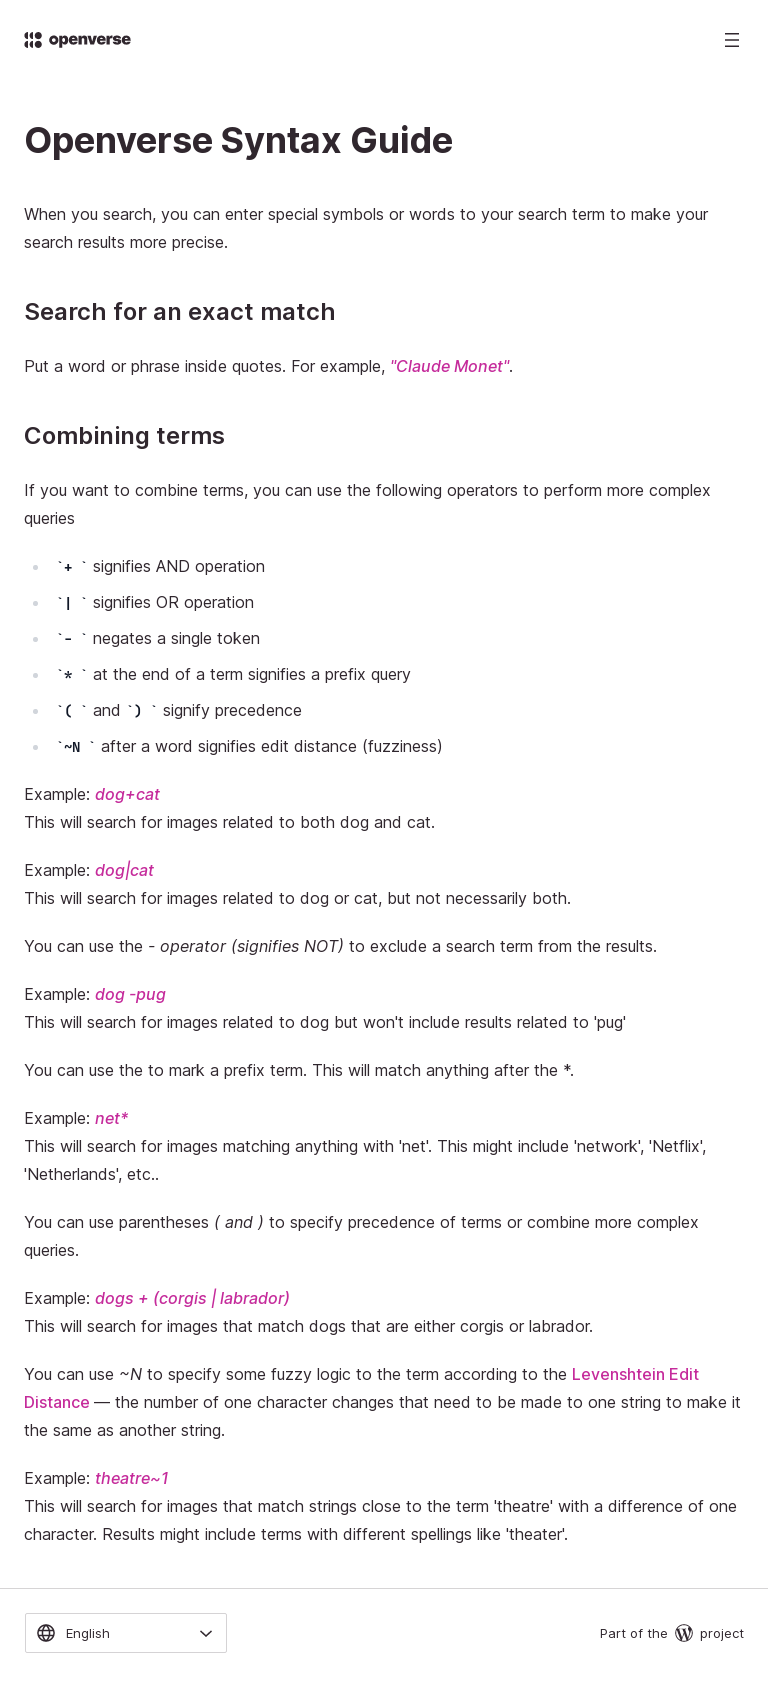 openverse
Openverse Syntax Guide
When you search, you can enter special symbols or words to your search term to make your
search results more precise.
Search for an exact match
Put a word or phrase inside quotes. For example, "Claude Monet".
Combining terms
If you want to combine terms, you can use the following operators to perform more complex
queries
`+ ` signifies AND operation
`| ` signifies OR operation
`- ` negates a single token
`* ` at the end of a term signifies a prefix query
`( ` and `) ` signify precedence
`~N ` after a word signifies edit distance (fuzziness)
Example: dog+cat
This will search for images related to both dog and cat.
Example: dog|cat
This will search for images related to dog or cat, but not necessarily both.
You can use the - operator (signifies NOT) to exclude a search term from the results.
Example: dog -pug
This will search for images related to dog but won't include results related to 'pug'
You can use the to mark a prefix term. This will match anything after the *.
Example: net*
This will search for images matching anything with 'net'. This might include 'network', 'Netflix',
'Netherlands', etc..
You can use parentheses ( and ) to specify precedence of terms or combine more complex
queries.
Example: dogs + (corgis | labrador)
This will search for images that match dogs that are either corgis or labrador.
You can use ~N to specify some fuzzy logic to the term according to the Levenshtein Edit
Distance — the number of one character changes that need to be made to one string to make it
the same as another string.
Example: theatre~1
This will search for images that match strings close to the term 'theatre' with a difference of one
character. Results might include terms with different spellings like 'theater'.
English
Part of the project